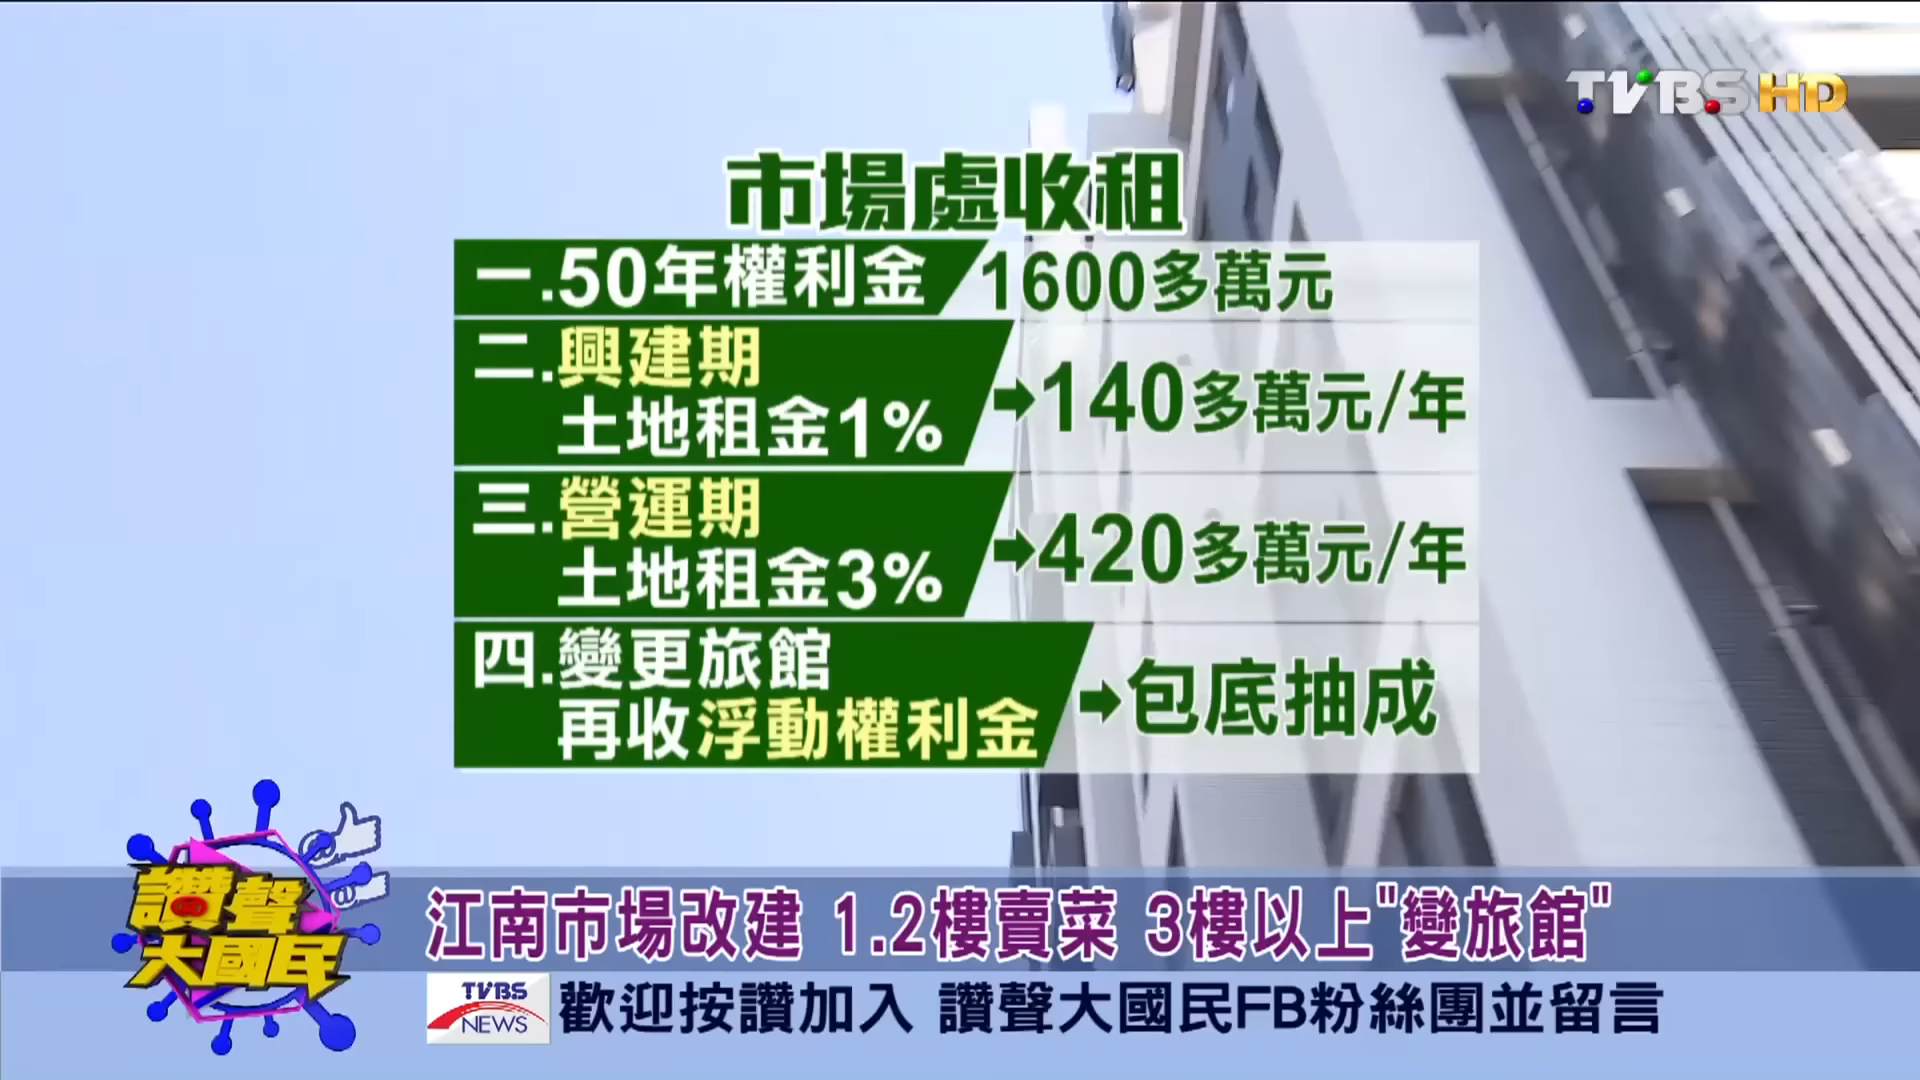 TVBS HD
市場處收租
一.50年權利金 1600多萬元
二.興建期
土地租金1% ➡140多萬元/年
三.營運期
土地租金3% ➡420多萬元/年
四.變更旅館
再收浮動權利金 ➡包底抽成
讚聲
大國民
江南市場改建 1.2樓賣菜 3樓以上"變旅館"
TVBS
NEWS
歡迎按讚加入 讚聲大國民FB粉絲團並留言